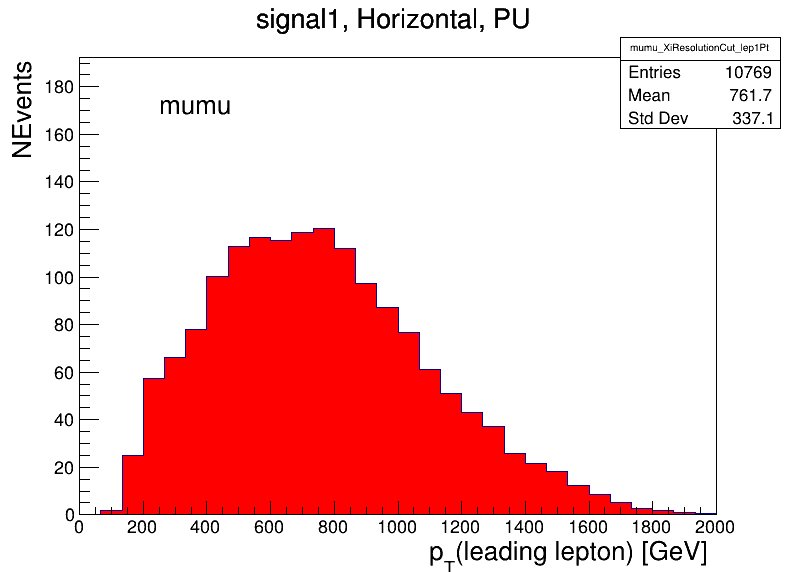 signal1, Horizontal, PU
mumu_XiResolutionCut_lep1Pt
Entries 10769
Mean 761.7
Std Dev 337.1
NEvents
mumu
180
160
140
120
100
80
60
40
20
0
0 200 400 600 800 1000 1200 1400 1600 1800 2000
p_T(leading lepton) [GeV]